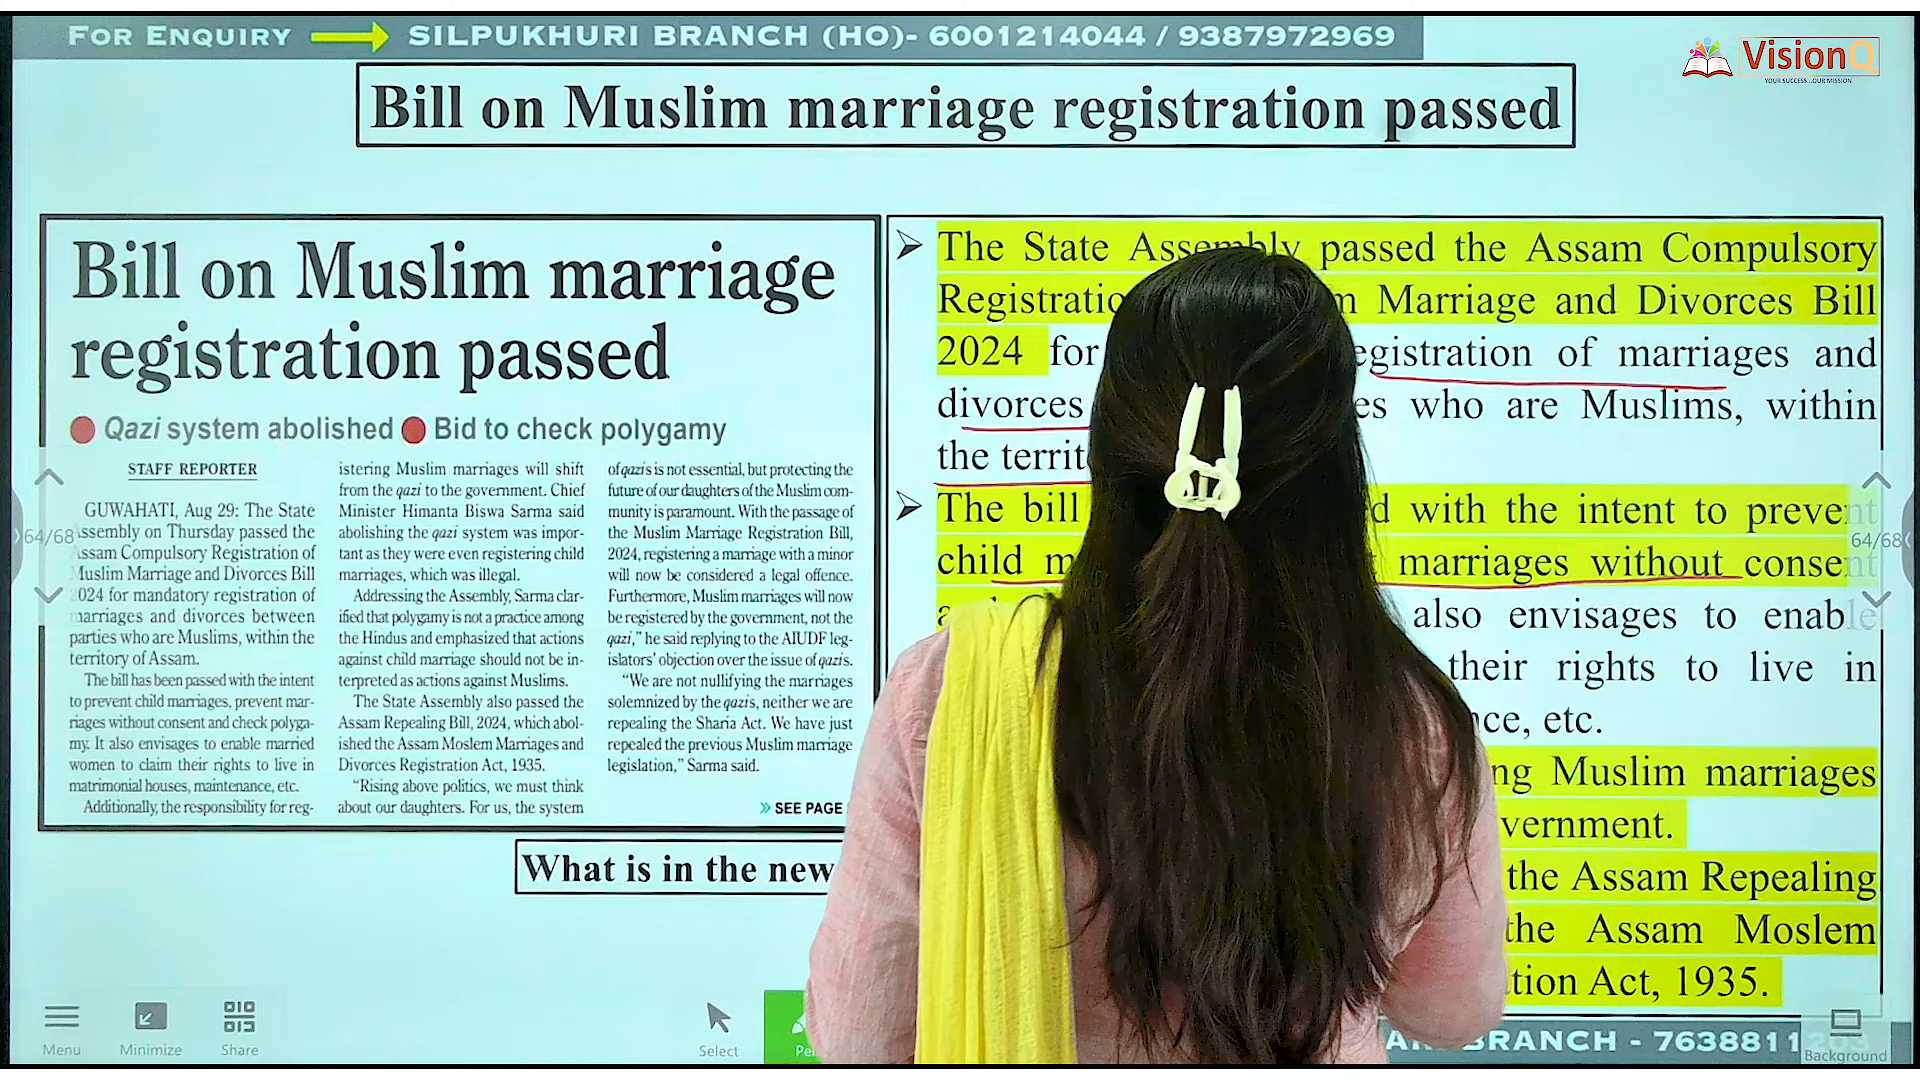 FOR ENQUIRY
SILPUKHURI BRANCH (HO)- 6001214044 / 9387972969
VisionQ
YOUR SUCCESS...OUR MISSION
Bill on Muslim marriage registration passed
Bill on Muslim marriage
registration passed
Qazi system abolished Bid to check polygamy
STAFF REPORTER
GUWAHATI, Aug 29: The State
Assembly on Thursday passed the
Assam Compulsory Registration of
Muslim Marriage and Divorces Bill
2024 for mandatory registration of
marriages and divorces between
parties who are Muslims, within the
territory of Assam.
The bill has been passed with the intent
to prevent child marriages, prevent mar-
riages without consent and check polyga-
my. It also envisages to enable married
women to claim their rights to live in
matrimonial houses, maintenance, etc.
Additionally, the responsibility for reg-
istering Muslim marriages will shift
from the qazi to the government. Chief
Minister Himanta Biswa Sarma said
abolishing the qazi system was impor-
tant as they were even registering child
marriages, which was illegal.
Addressing the Assembly, Sarma clar-
ified that polygamy is not a practice among
the Hindus and emphasized that actions
against child marriage should not be in-
terpreted as actions against Muslims.
The State Assembly also passed the
Assam Repealing Bill, 2024, which abol-
ished the Assam Moslem Marriages and
Divorces Registration Act, 1935.
"Rising above politics, we must think
about our daughters. For us, the system
of qazis is not essential, but protecting the
future of our daughters of the Muslim com-
munity is paramount. With the passage of
the Muslim Marriage Registration Bill,
2024, registering a marriage with a minor
will now be considered a legal offence.
Furthermore, Muslim marriages will now
be registered by the government, not the
qazi," he said replying to the AIUDF leg-
islators' objection over the issue of qazis.
"We are not nullifying the marriages
solemnized by the qazis, neither we are
repealing the Sharia Act. We have just
repealed the previous Muslim marriage
legislation," Sarma said.
» SEE PAGE
What is in the new
➢ The State Assembly passed the Assam Compulsory
Marriage and Divorces Bill
2024 for registration of marriages and
divorces who are Muslims, within
the
➢ The bill with the intent to prevent
child marriages without consent
also envisages to enable
their rights to live in
etc.
Muslim marriages
the Assam Repealing
the Assam Moslem
Act, 1935.
64/68
64/68
Menu
Minimize
Share
Select
BRANCH - 7638811
Background